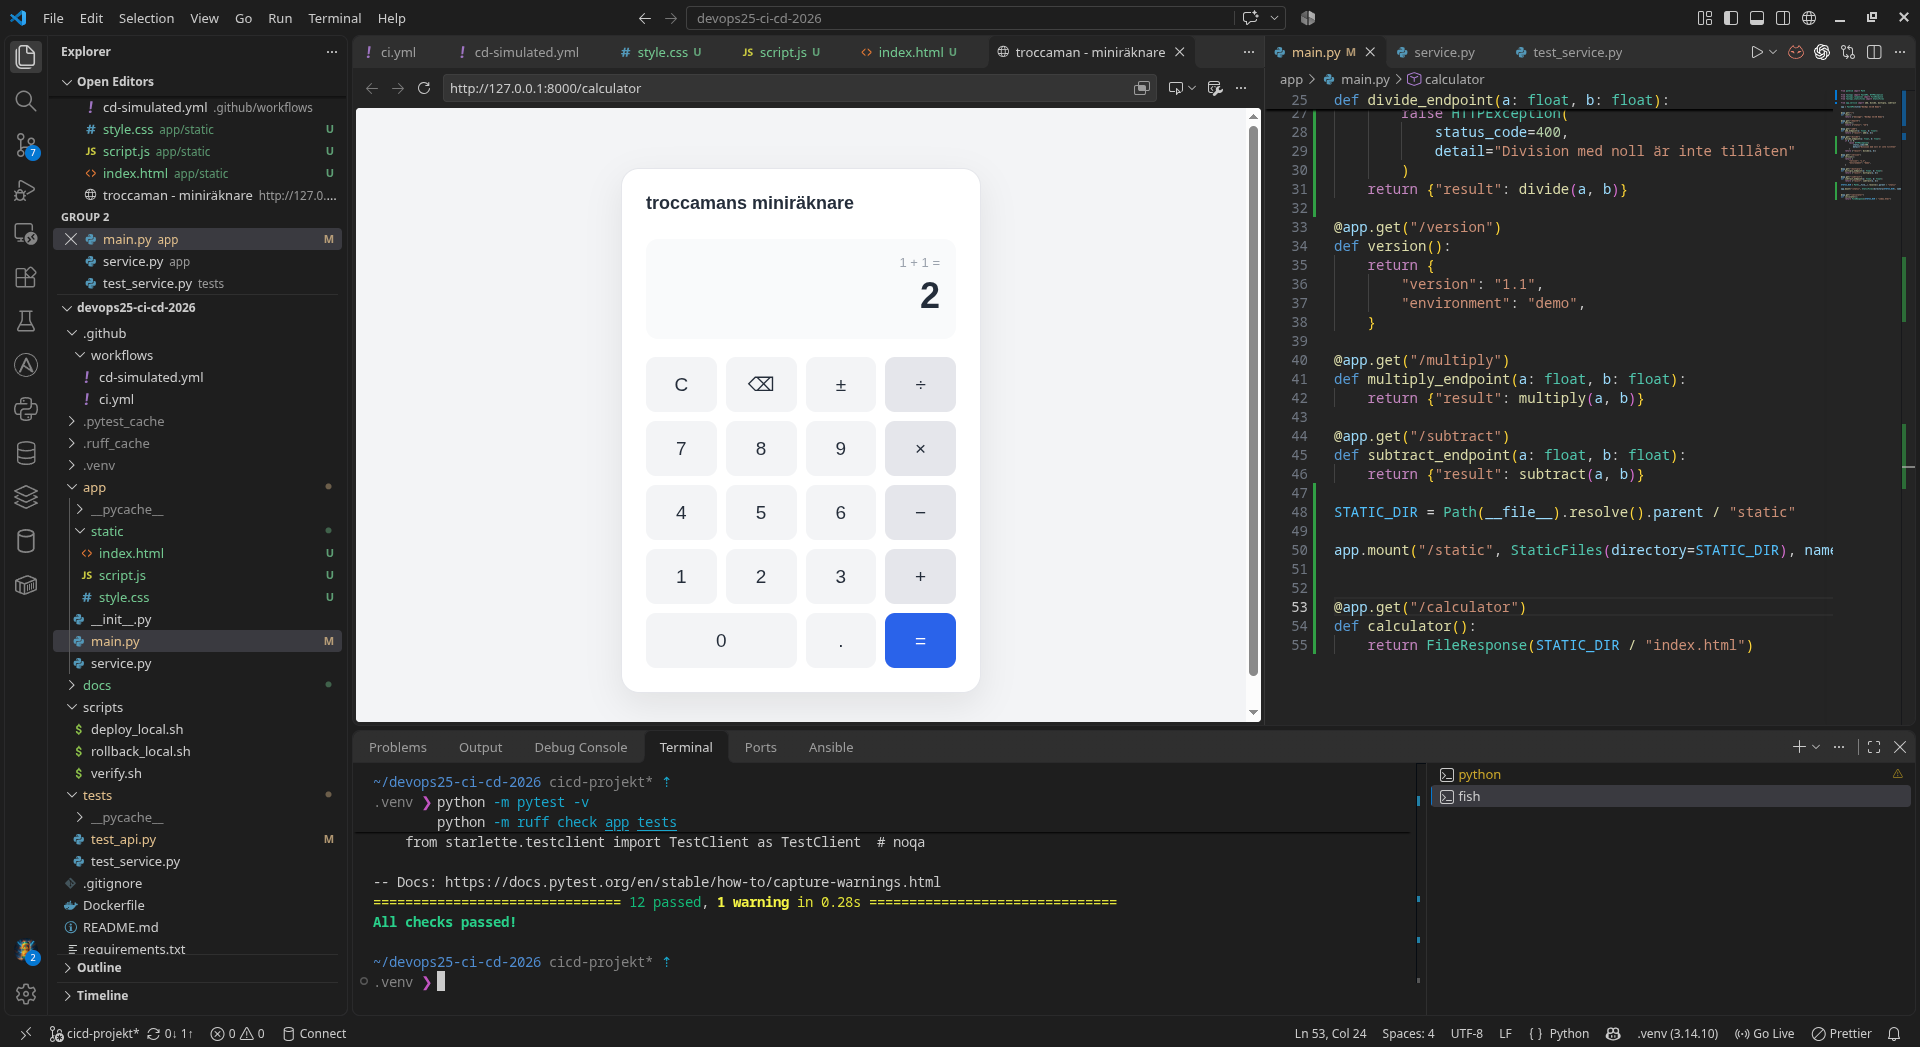 File Edit Selection View Go Run Terminal Help
devops25-ci-cd-2026
Explorer
Open Editors
! cd-simulated.yml .github/workflows
# style.css app/static U
JS script.js app/static U
<> index.html app/static U
troccaman - miniräknare http://127.0....
GROUP 2
main.py app M
service.py app
test_service.py tests
devops25-ci-cd-2026
.github
workflows
! cd-simulated.yml
! ci.yml
.pytest_cache
.ruff_cache
.venv
app
__pycache__
static
<> index.html U
JS script.js U
# style.css U
__init__.py
main.py M
service.py
docs
scripts
$ deploy_local.sh
$ rollback_local.sh
$ verify.sh
tests
__pycache__
test_api.py M
test_service.py
.gitignore
Dockerfile
README.md
requirements.txt
Outline
Timeline
7
2
! ci.yml
! cd-simulated.yml
# style.css U
JS script.js U
<> index.html U
troccaman - miniräknare
http://127.0.0.1:8000/calculator
troccamans miniräknare
1 + 1 =
2
C ⌫ ± ÷
7 8 9 ×
4 5 6 −
1 2 3 +
0 . =
main.py M
service.py
test_service.py
app > main.py > calculator
25 def divide_endpoint(a: float, b: float):
27 raise HTTPException(
28 status_code=400,
29 detail="Division med noll är inte tillåten"
30 )
31 return {"result": divide(a, b)}
32
33 @app.get("/version")
34 def version():
35 return {
36 "version": "1.1",
37 "environment": "demo",
38 }
39
40 @app.get("/multiply")
41 def multiply_endpoint(a: float, b: float):
42 return {"result": multiply(a, b)}
43
44 @app.get("/subtract")
45 def subtract_endpoint(a: float, b: float):
46 return {"result": subtract(a, b)}
47
48 STATIC_DIR = Path(__file__).resolve().parent / "static"
49
50 app.mount("/static", StaticFiles(directory=STATIC_DIR), name
51
52
53 @app.get("/calculator")
54 def calculator():
55 return FileResponse(STATIC_DIR / "index.html")
Problems Output Debug Console Terminal Ports Ansible
~/devops25-ci-cd-2026 cicd-projekt* ⇡
.venv ❯ python -m pytest -v
python -m ruff check app tests
from starlette.testclient import TestClient as TestClient # noqa
-- Docs: https://docs.pytest.org/en/stable/how-to/capture-warnings.html
=============================== 12 passed, 1 warning in 0.28s ===============================
All checks passed!
~/devops25-ci-cd-2026 cicd-projekt* ⇡
.venv ❯
python
fish
cicd-projekt* 0↓ 1↑ 0 0 Connect
Ln 53, Col 24 Spaces: 4 UTF-8 LF { } Python .venv (3.14.10) Go Live Prettier